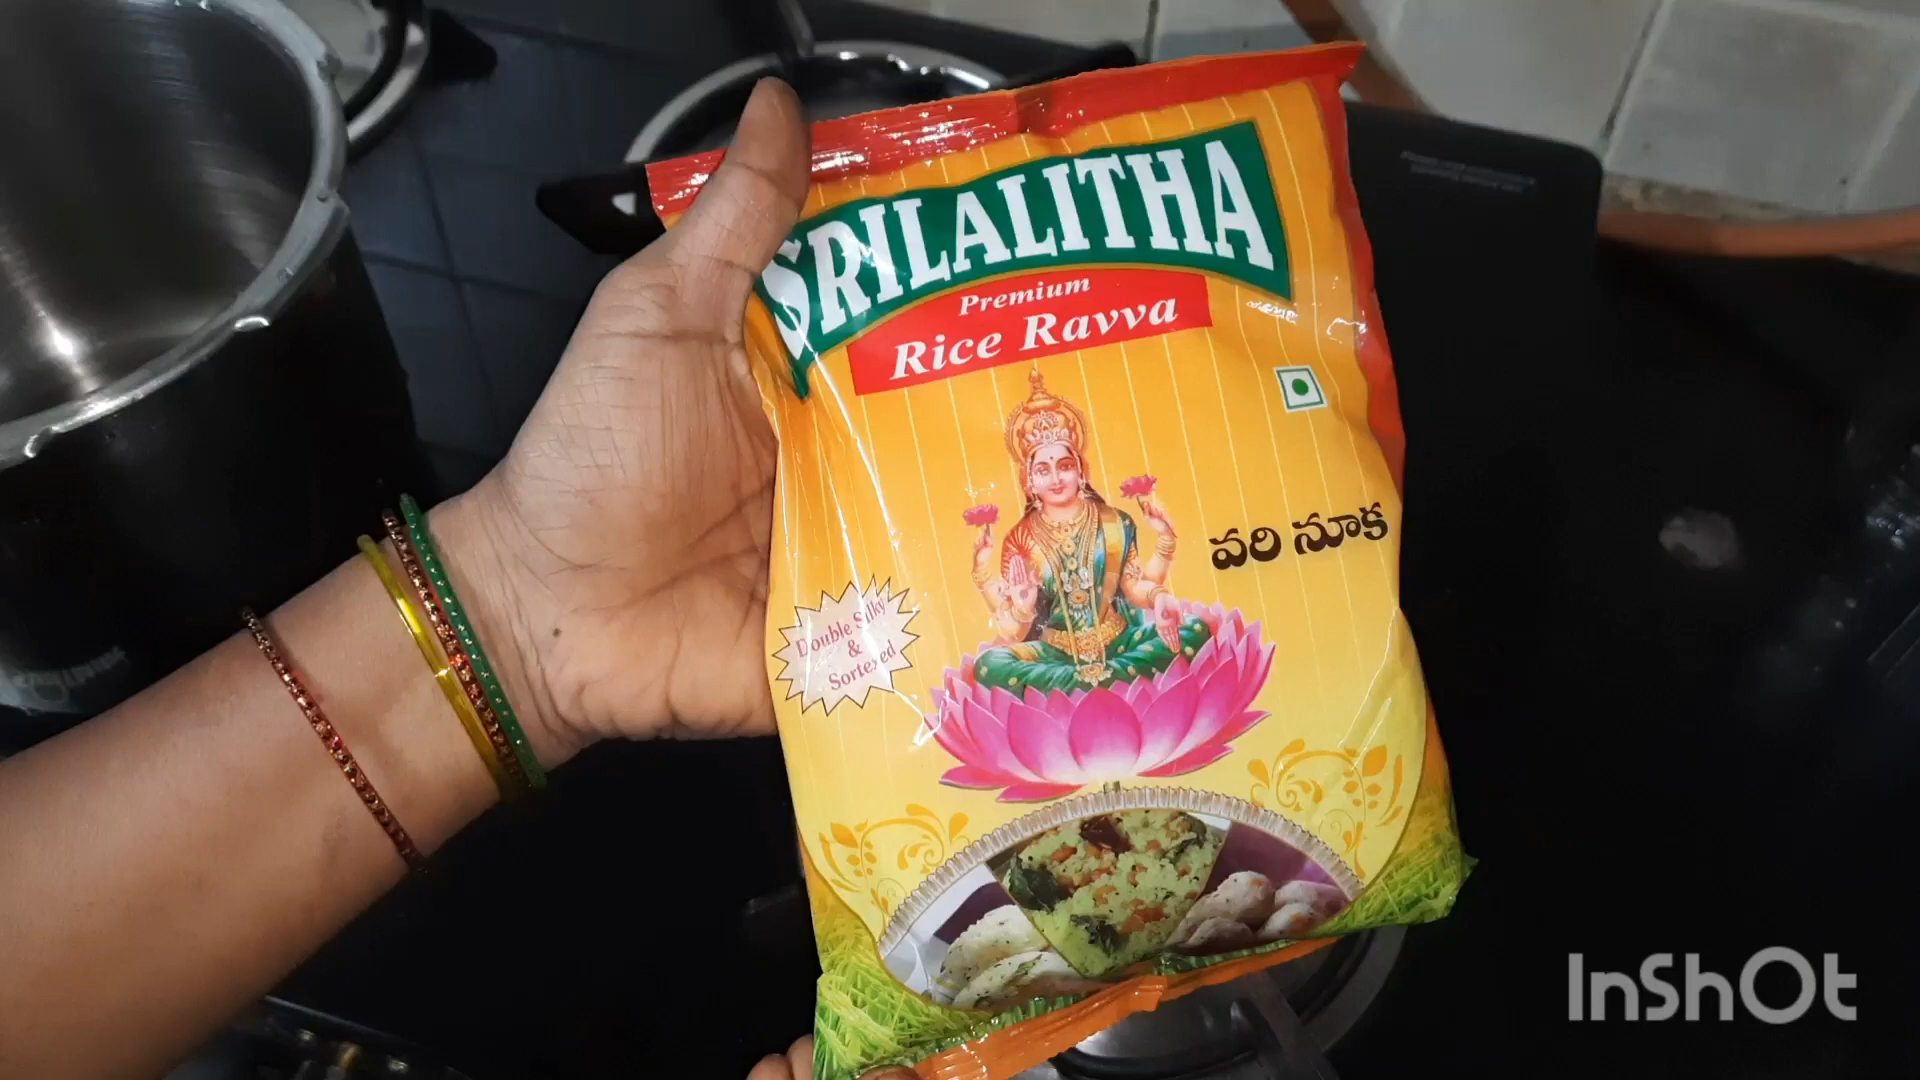 SRILALITHA
Premium
Rice Ravva
వరి నూక
Double Silky
&
Sortexed
InShOt